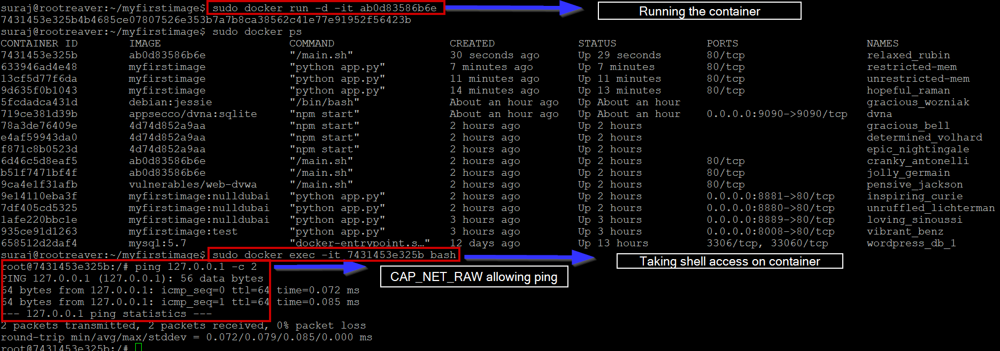 suraj@rootreaver:~/myfirstimage$ sudo docker run -d -it ab0d83586b6e
Running the container
7431453e325b4b4685ce07807526e353b7a7b8ca38562c41e77e91952f56423b
suraj@rootreaver:~/myfirstimage$ sudo docker ps
CONTAINER ID        IMAGE                    COMMAND                  CREATED             STATUS              PORTS                    NAMES
7431453e325b        ab0d83586b6e             "/main.sh"               30 seconds ago      Up 29 seconds       80/tcp                   relaxed_rubin
633946ad4e48        myfirstimage             "python app.py"          7 minutes ago       Up 7 minutes        80/tcp                   restricted-mem
13cf5d77f6da        myfirstimage             "python app.py"          11 minutes ago      Up 11 minutes       80/tcp                   unrestricted-mem
9d635f0b1043        myfirstimage             "python app.py"          14 minutes ago      Up 13 minutes       80/tcp                   hopeful_raman
5fcdadca431d        debian:jessie            "/bin/bash"              About an hour ago   Up About an hour                             gracious_wozniak
719ce381d39b        appsecco/dvna:sqlite     "npm start"              About an hour ago   Up About an hour    0.0.0.0:9090->9090/tcp   dvna
78a3de76409e        4d74d852a9aa             "npm start"              2 hours ago         Up 2 hours                                   gracious_bell
e4af59943da0        4d74d852a9aa             "npm start"              2 hours ago         Up 2 hours                                   determined_volhard
f871c8b0523d        4d74d852a9aa             "npm start"              2 hours ago         Up 2 hours                                   epic_nightingale
6d46c5d8eaf5        ab0d83586b6e             "/main.sh"               2 hours ago         Up 2 hours          80/tcp                   cranky_antonelli
b51f7471bf4f        ab0d83586b6e             "/main.sh"               2 hours ago         Up 2 hours          80/tcp                   jolly_germain
9ca4e1f31afb        vulnerables/web-dvwa     "/main.sh"               2 hours ago         Up 2 hours          80/tcp                   pensive_jackson
9e14110eba3f        myfirstimage:nulldubai   "python app.py"          2 hours ago         Up 2 hours          0.0.0.0:8881->80/tcp     inspiring_curie
7df405cd5325        myfirstimage:nulldubai   "python app.py"          2 hours ago         Up 2 hours          0.0.0.0:8880->80/tcp     unruffled_lichterman
1afe220bbc1e        myfirstimage:nulldubai   "python app.py"          3 hours ago         Up 3 hours          0.0.0.0:8889->80/tcp     loving_sinoussi
935ce91d1263        myfirstimage:test        "python app.py"          3 hours ago         Up 3 hours          0.0.0.0:8008->80/tcp     vibrant_benz
658512d2daf4        mysql:5.7                "docker-entrypoint.s…"   12 days ago         Up 13 hours         3306/tcp, 33060/tcp      wordpress_db_1
suraj@rootreaver:~/myfirstimage$ sudo docker exec -it 7431453e325b bash
Taking shell access on container
root@7431453e325b:/# ping 127.0.0.1 -c 2
CAP_NET_RAW allowing ping
PING 127.0.0.1 (127.0.0.1): 56 data bytes
64 bytes from 127.0.0.1: icmp_seq=0 ttl=64 time=0.072 ms
64 bytes from 127.0.0.1: icmp_seq=1 ttl=64 time=0.085 ms
--- 127.0.0.1 ping statistics ---
2 packets transmitted, 2 packets received, 0% packet loss
round-trip min/avg/max/stddev = 0.072/0.079/0.085/0.000 ms
root@7431453e325b:/#